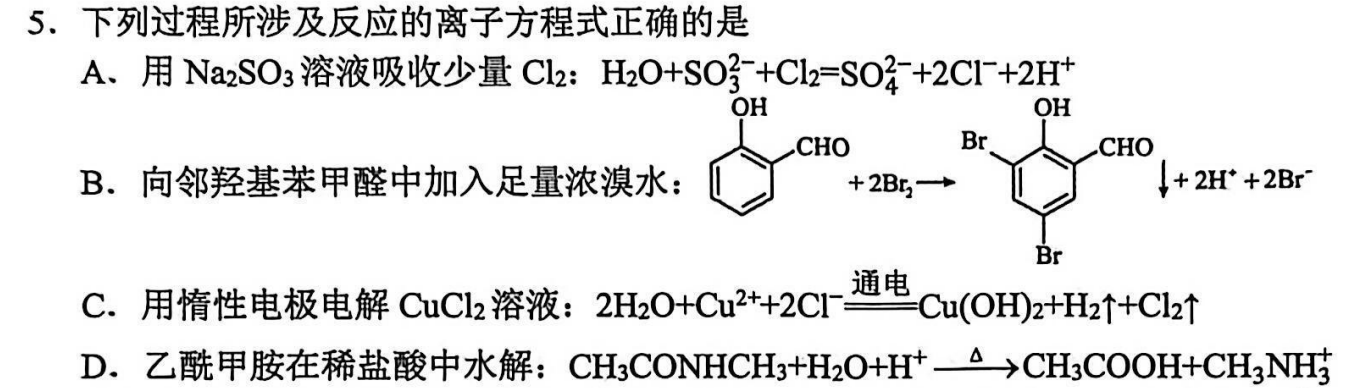 5．下列过程所涉及反应的离子方程式正确的是
A、用 Na₂SO₃ 溶液吸收少量 Cl₂：H₂O+SO₃²⁻+Cl₂=SO₄²⁻+2Cl⁻+2H⁺
B．向邻羟基苯甲醛中加入足量浓溴水：OH CHO +2Br₂→ OH Br CHO Br ↓+2H⁺+2Br⁻
C．用惰性电极电解 CuCl₂ 溶液：2H₂O+Cu²⁺+2Cl⁻ 通电 Cu(OH)₂+H₂↑+Cl₂↑
D．乙酰甲胺在稀盐酸中水解：CH₃CONHCH₃+H₂O+H⁺ —Δ→ CH₃COOH+CH₃NH₃⁺